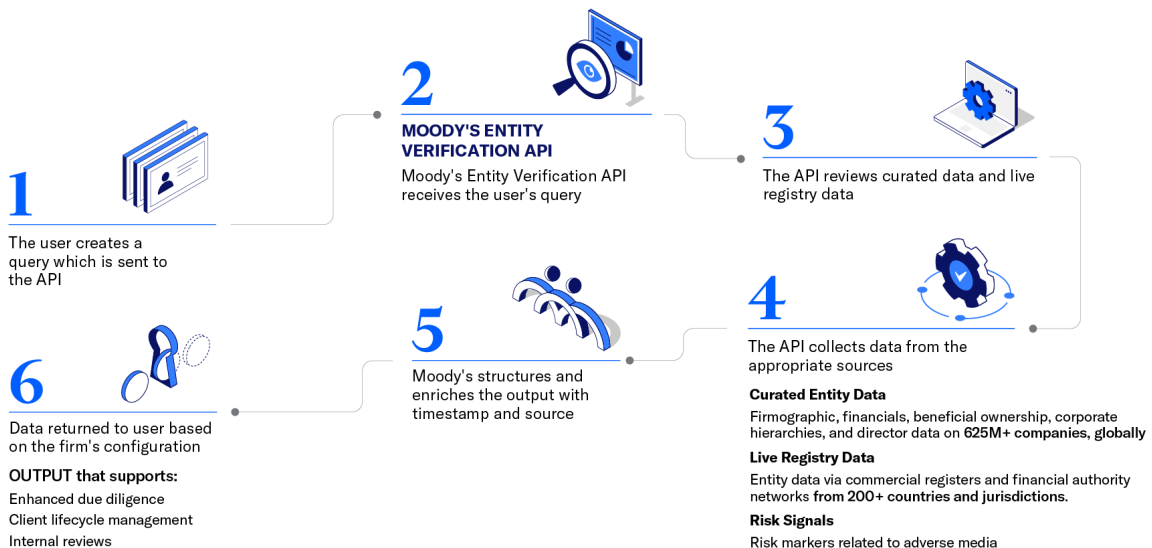 1
The user creates a
query which is sent to
the API
2
MOODY'S ENTITY
VERIFICATION API
Moody's Entity Verification API
receives the user's query
3
The API reviews curated data and live
registry data
4
The API collects data from the
appropriate sources
Curated Entity Data
Firmographic, financials, beneficial ownership, corporate
hierarchies, and director data on 625M+ companies, globally
Live Registry Data
Entity data via commercial registers and financial authority
networks from 200+ countries and jurisdictions.
Risk Signals
Risk markers related to adverse media
5
Moody's structures and
enriches the output with
timestamp and source
6
Data returned to user based
on the firm's configuration
OUTPUT that supports:
Enhanced due diligence
Client lifecycle management
Internal reviews